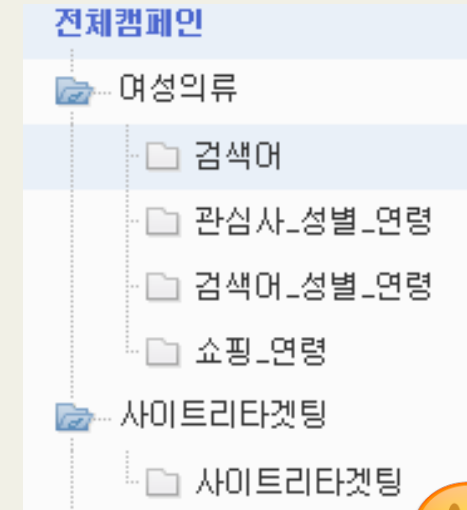 전체캠페인
여성의류
검색어
관심사_성별_연령
검색어_성별_연령
쇼핑_연령
사이트리타겟팅
사이트리타겟팅